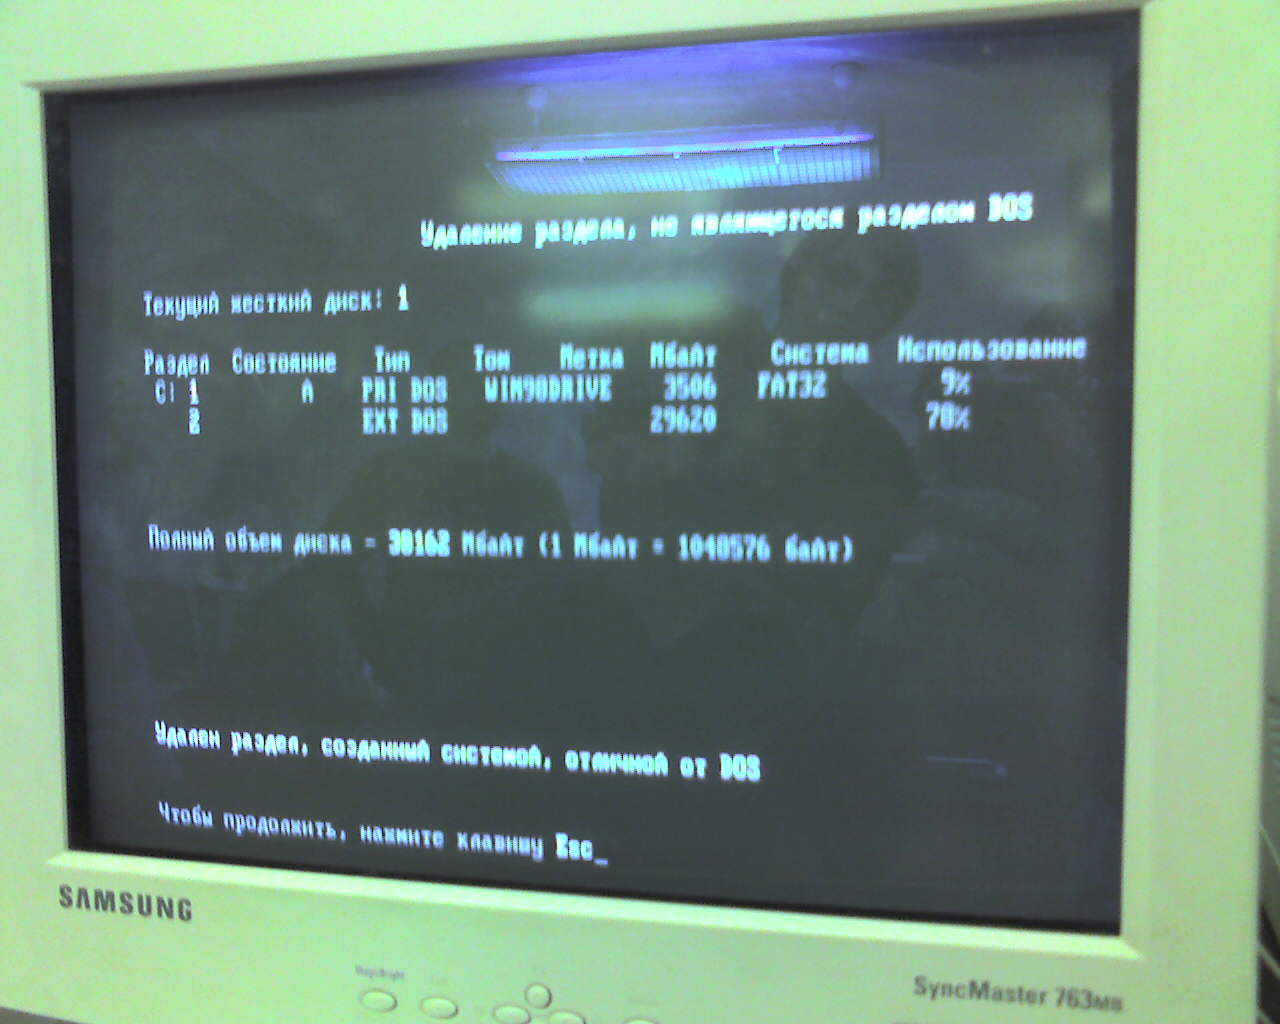 Удаление раздела, не являющегося разделом DOS
Текущий жесткий диск: 1
Раздел Состояние Тип Том Метка Мбайт Система Использование
C: 1 A PRI DOS WIN98DRIVE 3506 FAT32 9%
2 EXT DOS 29620 78%
Полный объем диска = 38162 Мбайт (1 Мбайт = 1048576 байт)
Удален раздел, созданный системой, отличной от DOS
Чтобы продолжить, нажмите клавишу Esc_
SAMSUNG
MagicBright
SyncMaster 763MB